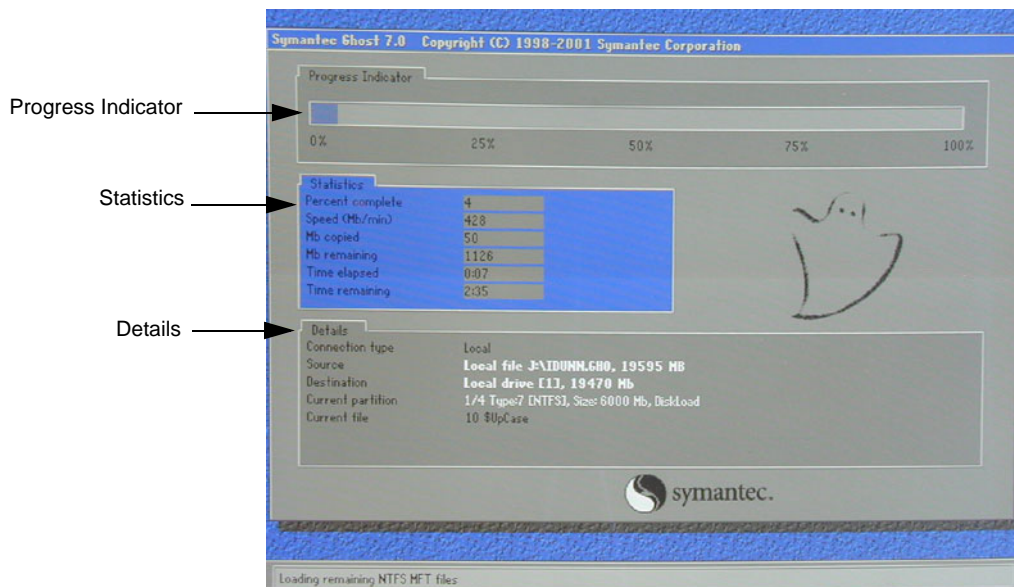 Symantec Ghost 7.0 Copyright (C) 1998-2001 Symantec Corporation
Progress Indicator
Progress Indicator
0% 25% 50% 75% 100%
Statistics
Statistics
Percent complete 4
Speed (Mb/min) 428
Mb copied 50
Mb remaining 1126
Time elapsed 0:07
Time remaining 2:35
Details
Details
Connection type Local
Source Local file J:\IDUNN.GHO, 19595 MB
Destination Local drive [1], 19470 Mb
Current partition 1/4 Type:7 [NTFS], Size: 6000 Mb, DiskLoad
Current file 10 $UpCase
symantec.
Loading remaining NTFS MFT files